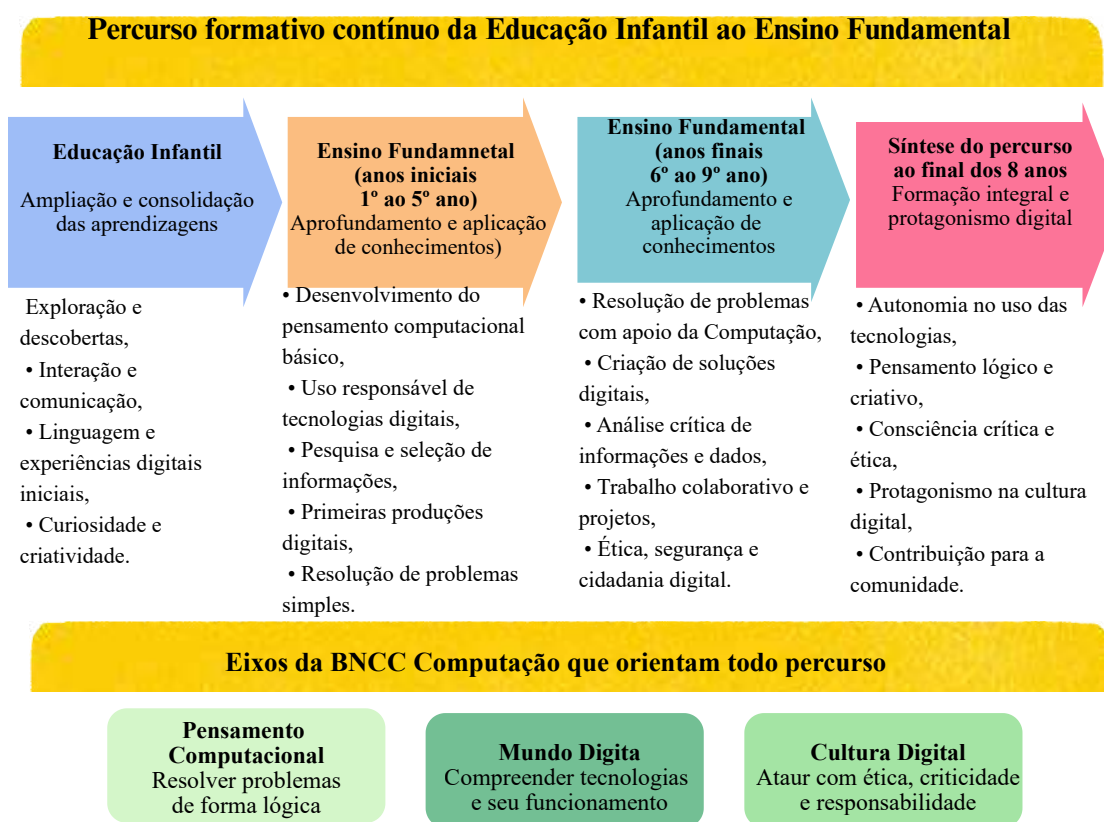 Percurso formativo contínuo da Educação Infantil ao Ensino Fundamental
Educação Infantil
Ampliação e consolidação
das aprendizagens
Exploração e
descobertas,
• Interação e
comunicação,
• Linguagem e
experiências digitais
iniciais,
• Curiosidade e
criatividade.
Ensino Fundamnetal
(anos iniciais
1º ao 5º ano)
Aprofundamento e aplicação
de conhecimentos)
• Desenvolvimento do
pensamento computacional
básico,
• Uso responsável de
tecnologias digitais,
• Pesquisa e seleção de
informações,
• Primeiras produções
digitais,
• Resolução de problemas
simples.
Ensino Fundamental
(anos finais
6º ao 9º ano)
Aprofundamento e
aplicação de
conhecimentos
• Resolução de problemas
com apoio da Computação,
• Criação de soluções
digitais,
• Análise crítica de
informações e dados,
• Trabalho colaborativo e
projetos,
• Ética, segurança e
cidadania digital.
Síntese do percurso
ao final dos 8 anos
Formação integral e
protagonismo digital
• Autonomia no uso das
tecnologias,
• Pensamento lógico e
criativo,
• Consciência crítica e
ética,
• Protagonismo na cultura
digital,
• Contribuição para a
comunidade.
Eixos da BNCC Computação que orientam todo percurso
Pensamento
Computacional
Resolver problemas
de forma lógica
Mundo Digita
Compreender tecnologias
e seu funcionamento
Cultura Digital
Ataur com ética, criticidade
e responsabilidade